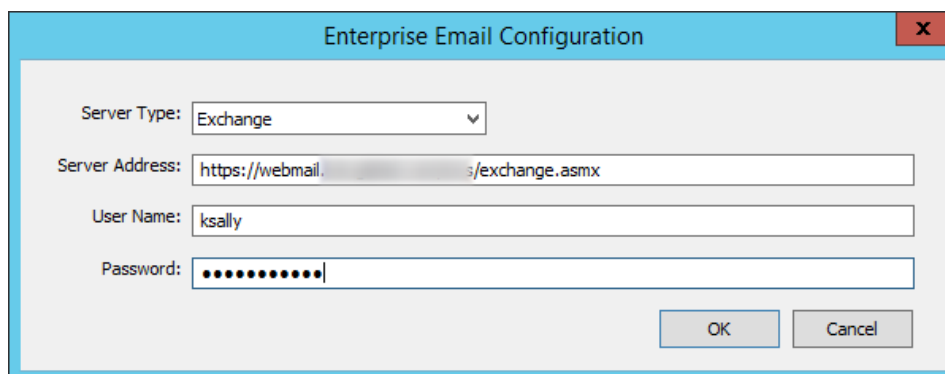 Enterprise Email Configuration
x
Server Type: Exchange
Server Address: https://webmail. s/exchange.asmx
User Name: ksally
Password: ●●●●●●●●●●●
OK Cancel